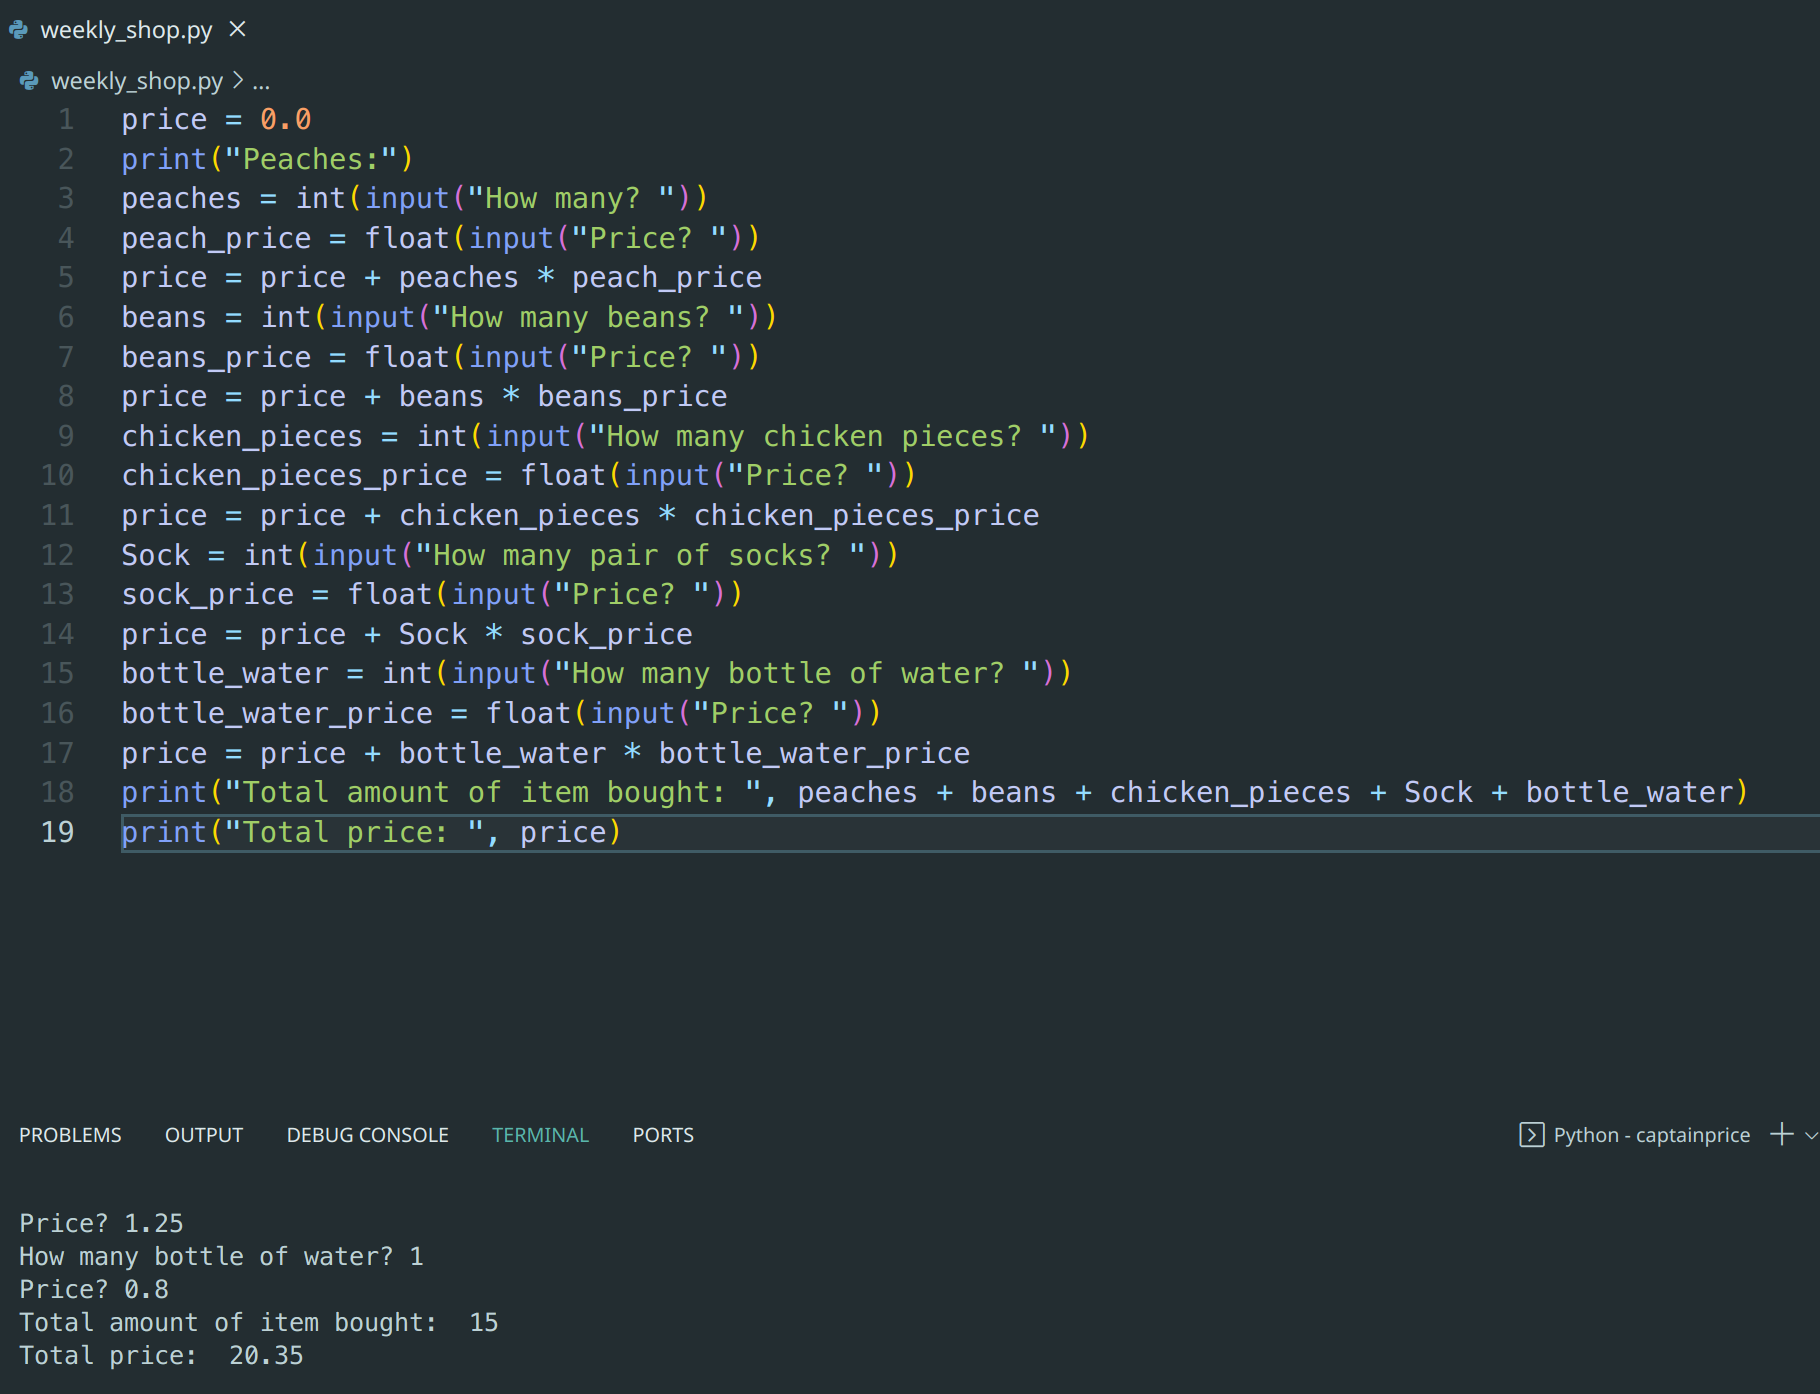 weekly_shop.py
weekly_shop.py > ...
1 price = 0.0
2 print("Peaches:")
3 peaches = int(input("How many? "))
4 peach_price = float(input("Price? "))
5 price = price + peaches * peach_price
6 beans = int(input("How many beans? "))
7 beans_price = float(input("Price? "))
8 price = price + beans * beans_price
9 chicken_pieces = int(input("How many chicken pieces? "))
10 chicken_pieces_price = float(input("Price? "))
11 price = price + chicken_pieces * chicken_pieces_price
12 Sock = int(input("How many pair of socks? "))
13 sock_price = float(input("Price? "))
14 price = price + Sock * sock_price
15 bottle_water = int(input("How many bottle of water? "))
16 bottle_water_price = float(input("Price? "))
17 price = price + bottle_water * bottle_water_price
18 print("Total amount of item bought: ", peaches + beans + chicken_pieces + Sock + bottle_water)
19 print("Total price: ", price)
PROBLEMS OUTPUT DEBUG CONSOLE TERMINAL PORTS Python - captainprice
Price? 1.25
How many bottle of water? 1
Price? 0.8
Total amount of item bought:  15
Total price:  20.35